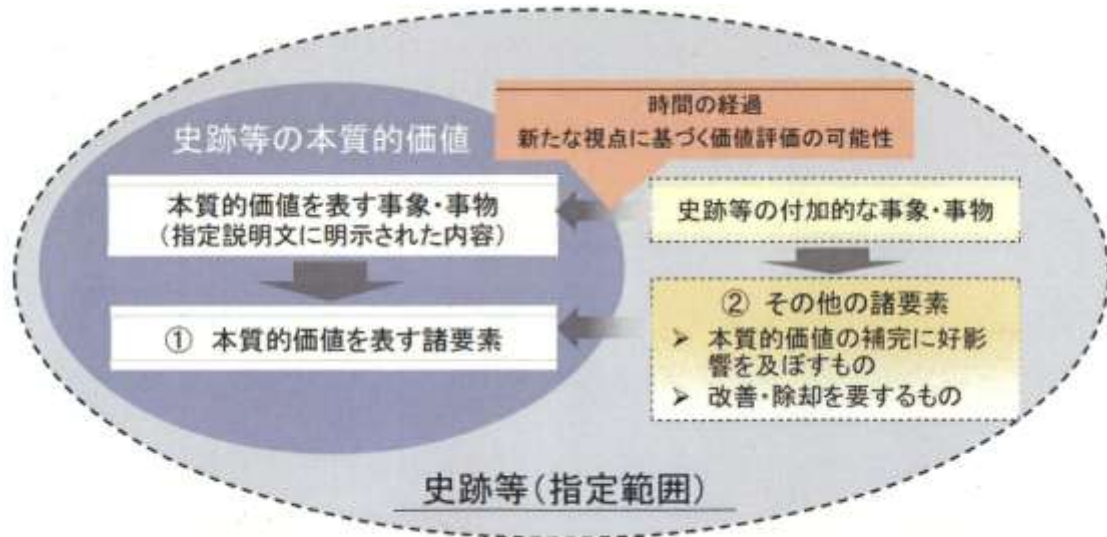 時間の経過
新たな視点に基づく価値評価の可能性
史跡等の本質的価値
本質的価値を表す事象・事物
(指定説明文に明示された内容)
史跡等の付加的な事象・事物
① 本質的価値を表す諸要素
② その他の諸要素
➢ 本質的価値の補完に好影
響を及ぼすもの
➢ 改善・除却を要するもの
史跡等(指定範囲)